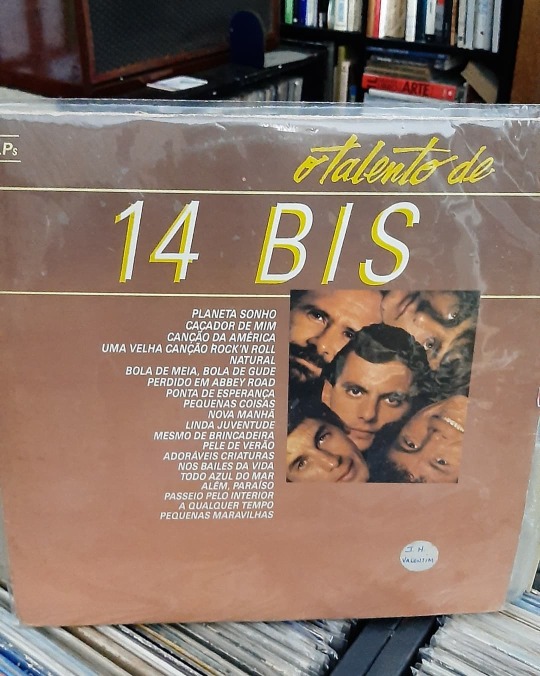 LPs
o talento de
14 BIS
PLANETA SONHO
CAÇADOR DE MIM
CANÇÃO DA AMÉRICA
UMA VELHA CANÇÃO ROCK'N ROLL
NATURAL
BOLA DE MEIA, BOLA DE GUDE
PERDIDO EM ABBEY ROAD
PONTA DE ESPERANÇA
PEQUENAS COISAS
NOVA MANHÃ
LINDA JUVENTUDE
MESMO DE BRINCADEIRA
PELE DE VERÃO
ADORÁVEIS CRIATURAS
NOS BAILES DA VIDA
TODO AZUL DO MAR
ALÉM, PARAÍSO
PASSEIO PELO INTERIOR
A QUALQUER TEMPO
PEQUENAS MARAVILHAS
J. H.
VALENTIM
ARTE